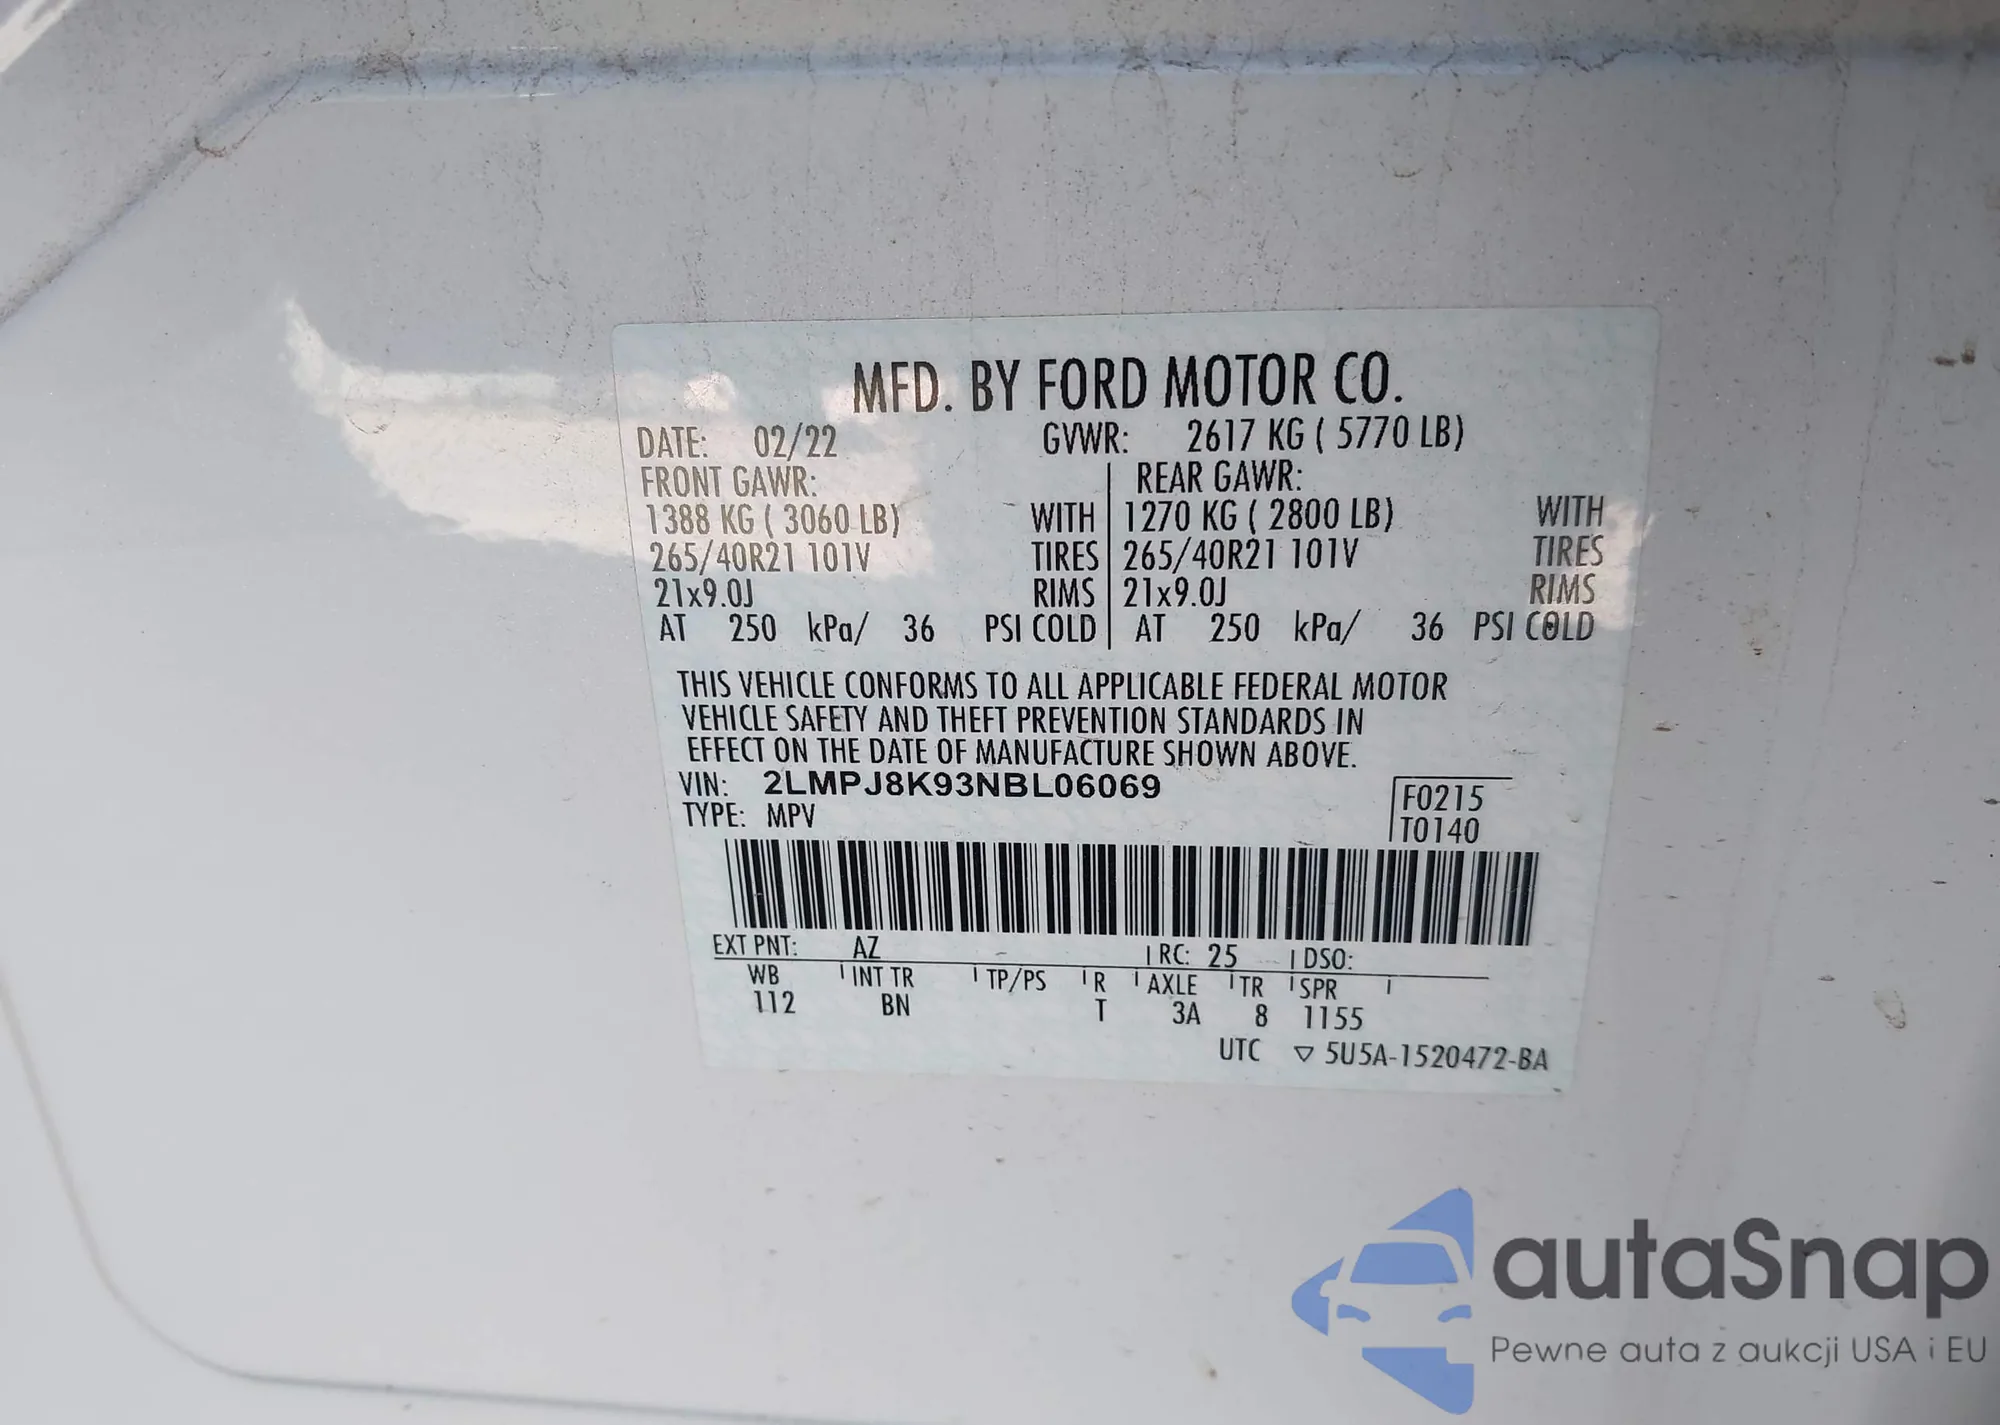 MFD. BY FORD MOTOR CO.
DATE: 02/22 GVWR: 2617 KG ( 5770 LB)
FRONT GAWR: REAR GAWR:
1388 KG ( 3060 LB) WITH 1270 KG ( 2800 LB) WITH
265/40R21 101V TIRES 265/40R21 101V TIRES
21x9.0J RIMS 21x9.0J RIMS
AT 250 kPa/ 36 PSI COLD AT 250 kPa/ 36 PSI COLD
THIS VEHICLE CONFORMS TO ALL APPLICABLE FEDERAL MOTOR
VEHICLE SAFETY AND THEFT PREVENTION STANDARDS IN
EFFECT ON THE DATE OF MANUFACTURE SHOWN ABOVE.
VIN: 2LMPJ8K93NBL06069
TYPE: MPV
F0215
T0140
EXT PNT: AZ RC: 25 DSO:
WB INT TR TP/PS R AXLE TR SPR
112 BN T 3A 8 1155
UTC ▽ 5U5A-1520472-BA
autaSnap
Pewne auta z aukcji USA i EU